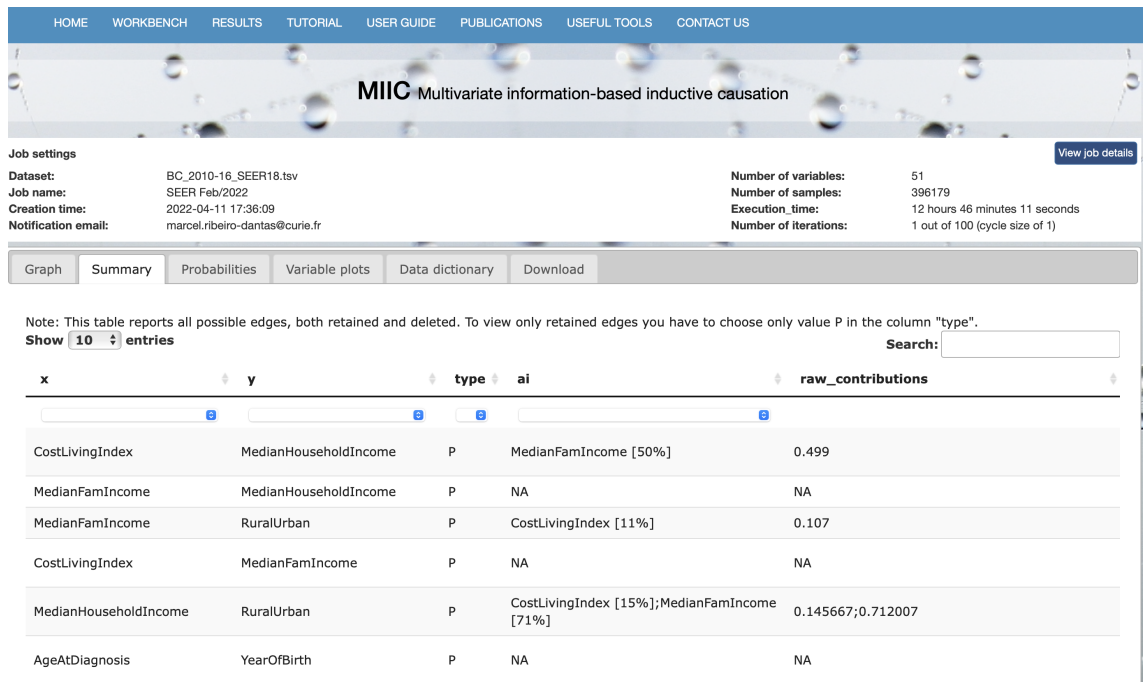 HOME WORKBENCH RESULTS TUTORIAL USER GUIDE PUBLICATIONS USEFUL TOOLS CONTACT US
MIIC Multivariate information-based inductive causation
Job settings
View job details
Dataset: BC_2010-16_SEER18.tsv Number of variables: 51
Job name: SEER Feb/2022 Number of samples: 396179
Creation time: 2022-04-11 17:36:09 Execution_time: 12 hours 46 minutes 11 seconds
Notification email: marcel.ribeiro-dantas@curie.fr Number of iterations: 1 out of 100 (cycle size of 1)
Graph Summary Probabilities Variable plots Data dictionary Download
Note: This table reports all possible edges, both retained and deleted. To view only retained edges you have to choose only value P in the column "type".
Show 10 entries Search:
x y type ai raw_contributions
CostLivingIndex MedianHouseholdIncome P MedianFamIncome [50%] 0.499
MedianFamIncome MedianHouseholdIncome P NA NA
MedianFamIncome RuralUrban P CostLivingIndex [11%] 0.107
CostLivingIndex MedianFamIncome P NA NA
MedianHouseholdIncome RuralUrban P CostLivingIndex [15%];MedianFamIncome
[71%] 0.145667;0.712007
AgeAtDiagnosis YearOfBirth P NA NA